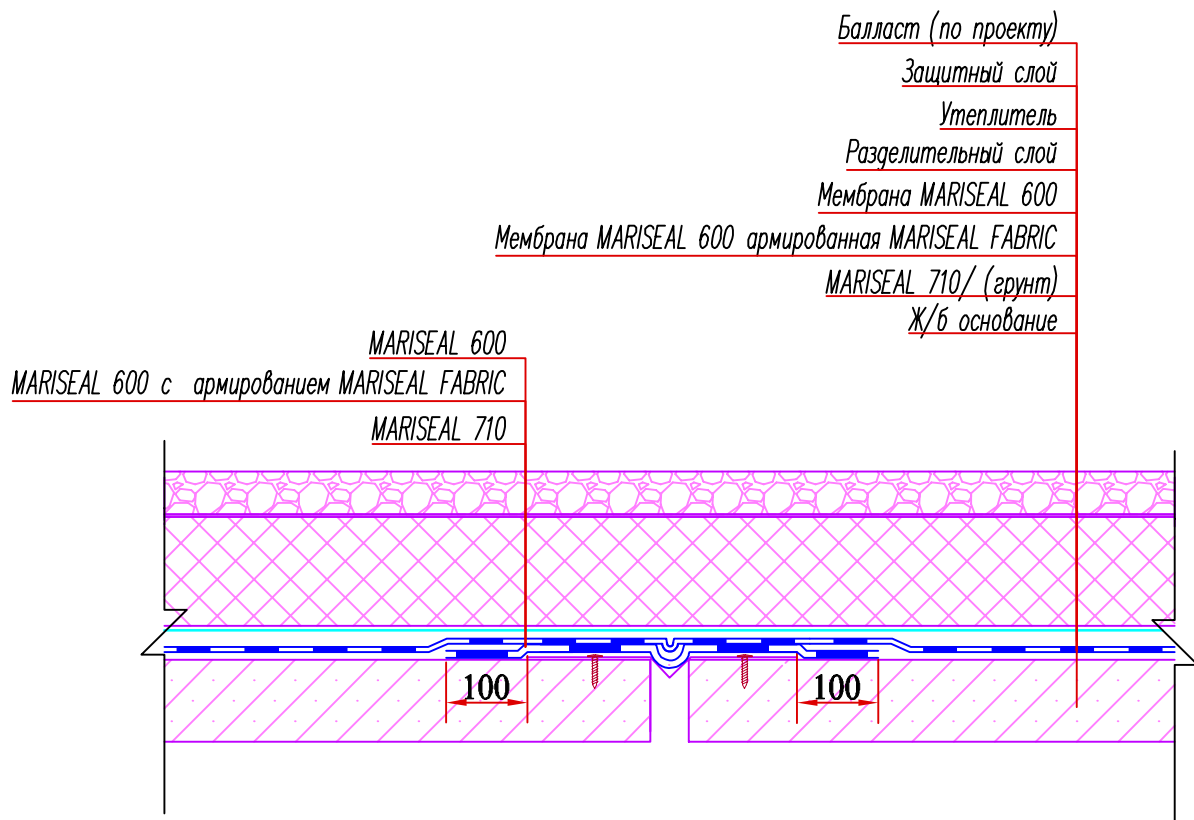 Балласт (по проекту)
Защитный слой
Утеплитель
Разделительный слой
Мембрана MARISEAL 600
Мембрана MARISEAL 600 армированная MARISEAL FABRIC
MARISEAL 710/ (грунт)
Ж/б основание
MARISEAL 600
MARISEAL 600 с армированием MARISEAL FABRIC
MARISEAL 710
100
100